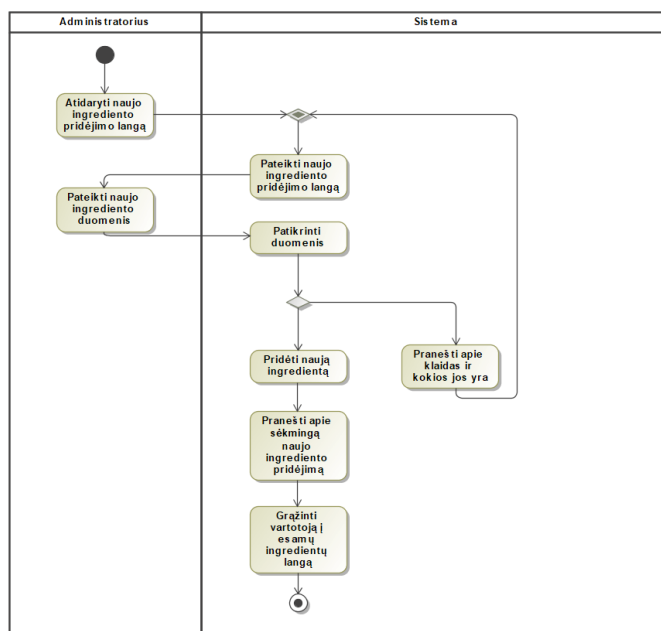 Administratorius
Sistema
Atidaryti naujo
ingrediento
pridėjimo langą
Pateikti naujo
ingrediento
pridėjimo langą
Pateikti naujo
ingrediento
duomenis
Patikrinti
duomenis
Pridėti naują
ingredientą
Pranešti apie
klaidas ir
kokios jos yra
Pranešti apie
sėkmingą
naujo
ingrediento
pridėjimą
Grąžinti
vartotoją į
esamų
ingredientų
langą